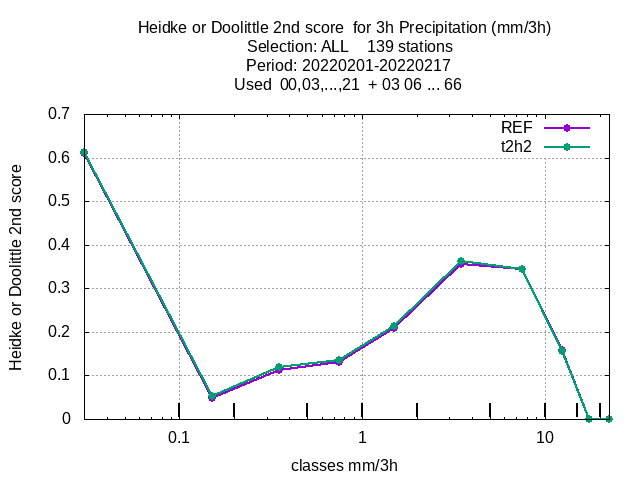 Heidke or Doolittle 2nd score  for 3h Precipitation (mm/3h)
Selection: ALL    139 stations
Period: 20220201-20220217
Used  00,03,...,21  + 03 06 ... 66
0.7
0.6
0.5
0.4
0.3
0.2
0.1
0
Heidke or Doolittle 2nd score
REF
t2h2
0.1
1
10
classes mm/3h